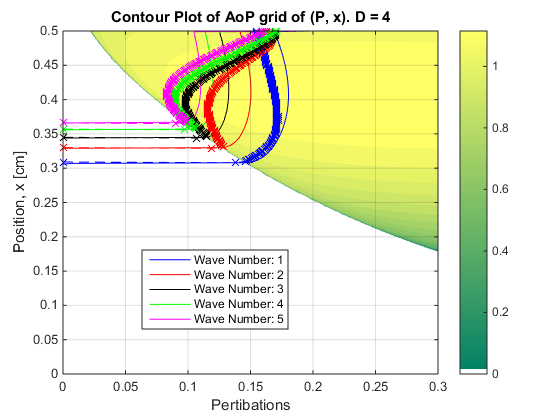 Contour Plot of AoP grid of (P, x). D = 4
0.5
0.45
0.4
0.35
0.3
0.25
0.2
0.15
0.1
0.05
0
Position, x [cm]
Wave Number: 1
Wave Number: 2
Wave Number: 3
Wave Number: 4
Wave Number: 5
0 0.05 0.1 0.15 0.2 0.25 0.3
Pertibations
1
0.8
0.6
0.4
0.2
0